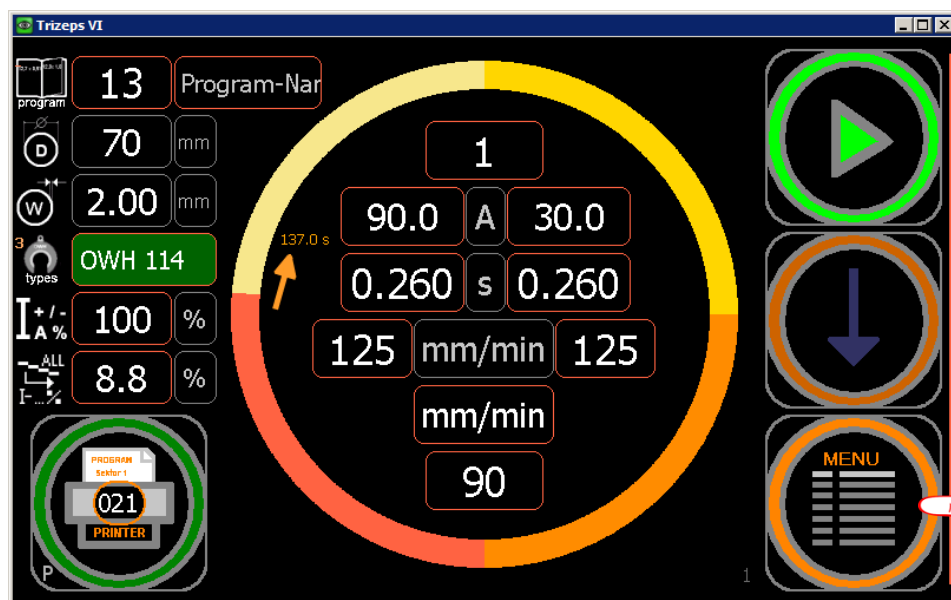 Trizeps VI
program
13
Program-Nar
D
70
mm
W
2.00
mm
3
types
OWH 114
I + / - A %
100
%
ALL
I-...%
8.8
%
137.0 s
1
90.0 A 30.0
0.260 s 0.260
125 mm/min 125
mm/min
90
PROGRAM
Sektor 1
021
PRINTER
P
MENU
1